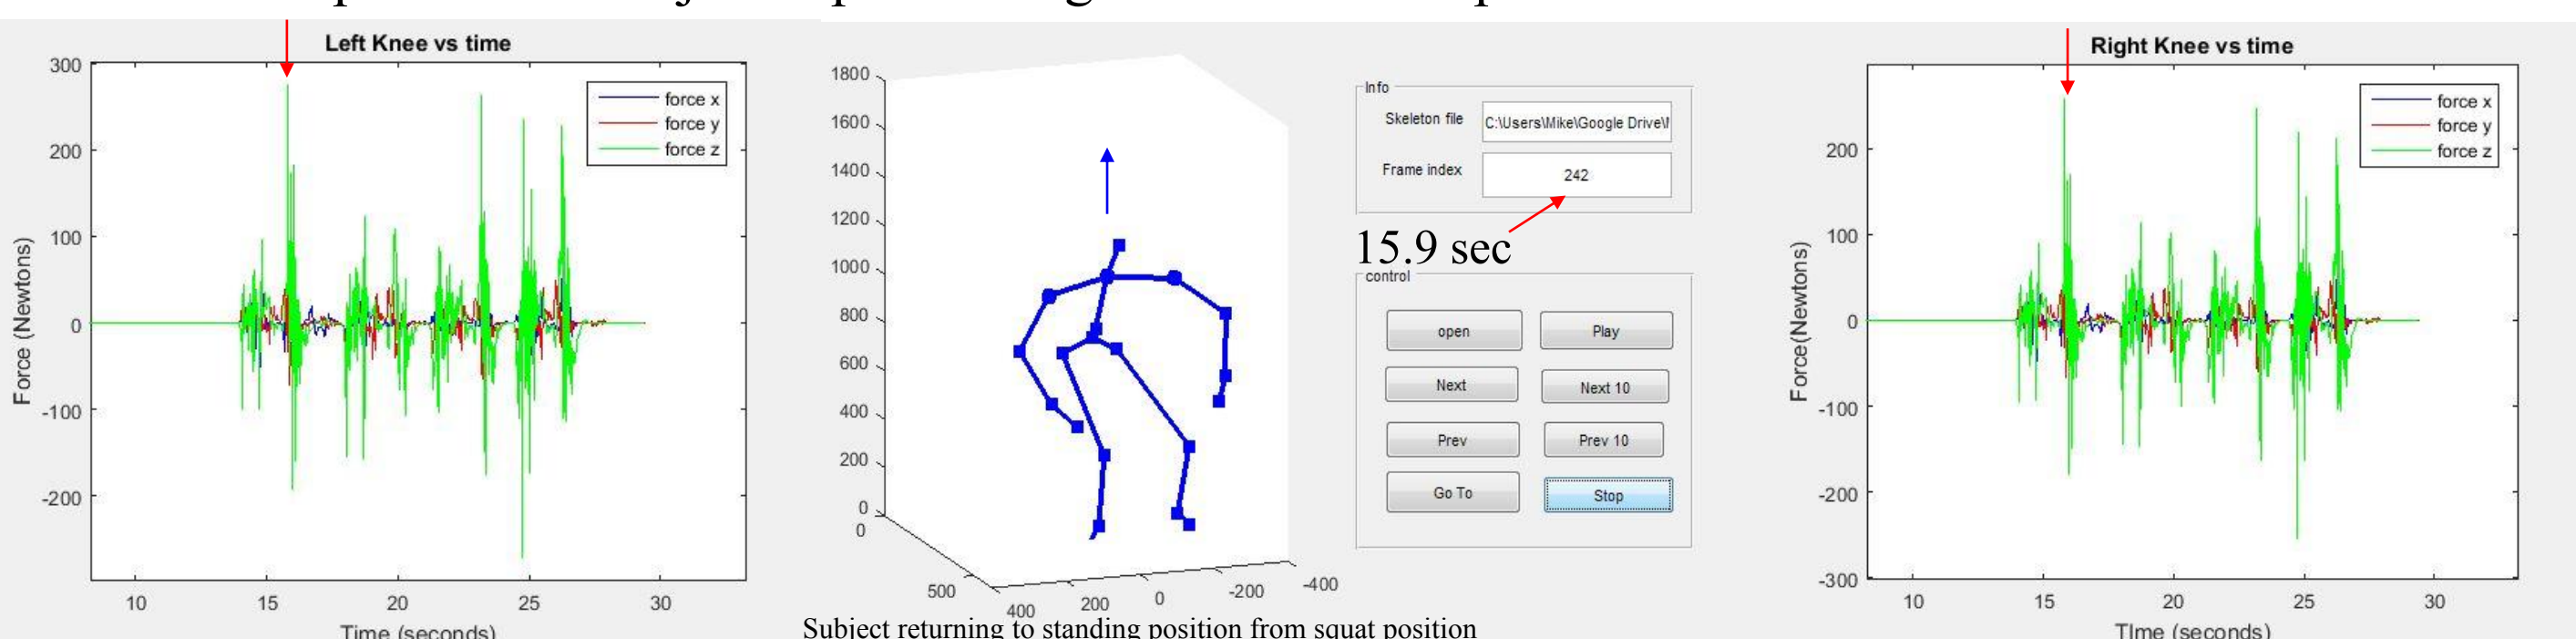 Left Knee vs time
300
200
100
0
-100
-200
10
15
20
25
30
Force (Newtons)
Time (seconds)
force x
force y
force z
1800
1600
1400
1200
1000
800
600
400
200
0
0
500
400
200
0
-200
-400
Subject returning to standing position from squat position
Info
Skeleton file
C:\Users\Mike\Google Drive\
Frame index
242
15.9 sec
control
open
Play
Next
Next 10
Prev
Prev 10
Go To
Stop
Right Knee vs time
200
100
0
-100
-200
-300
10
15
20
25
30
Force(Newtons)
TIme (seconds)
force x
force y
force z